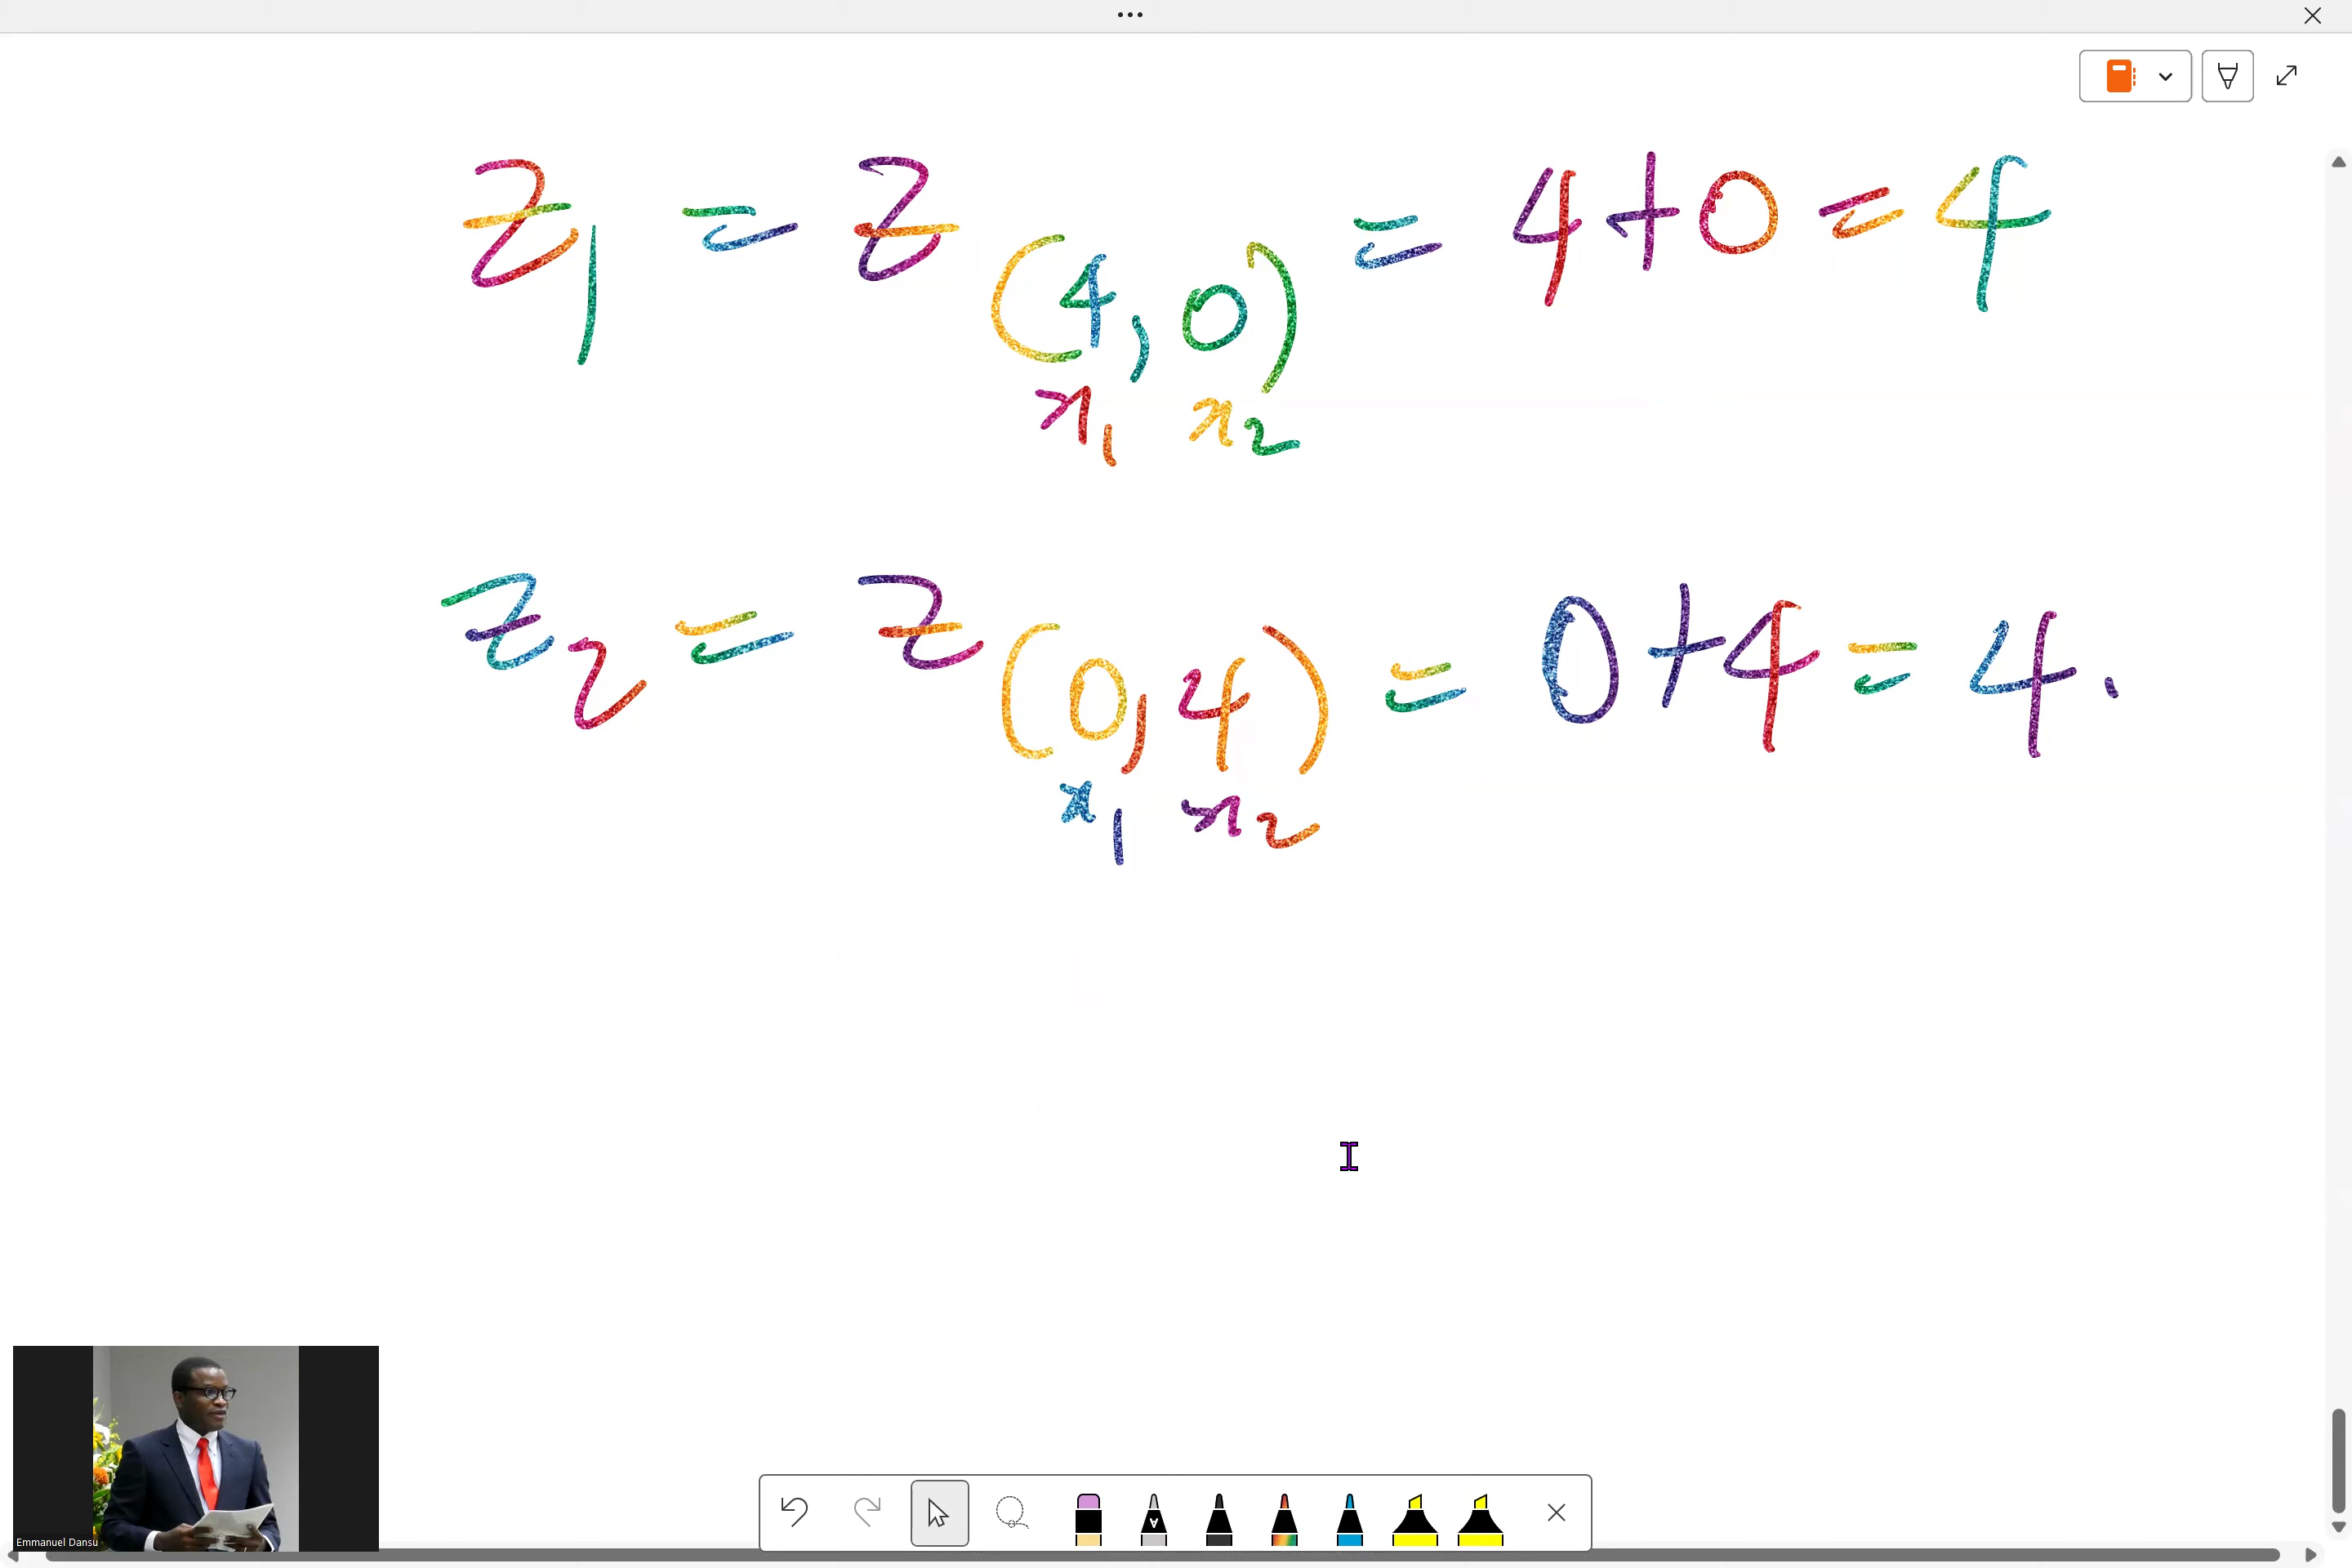 z₁ = z(4, 0) = 4+0 = 4
x₁ x₂
z₂ = z(0, 4) = 0+4 = 4.
x₁ x₂
Emmanuel Dansu